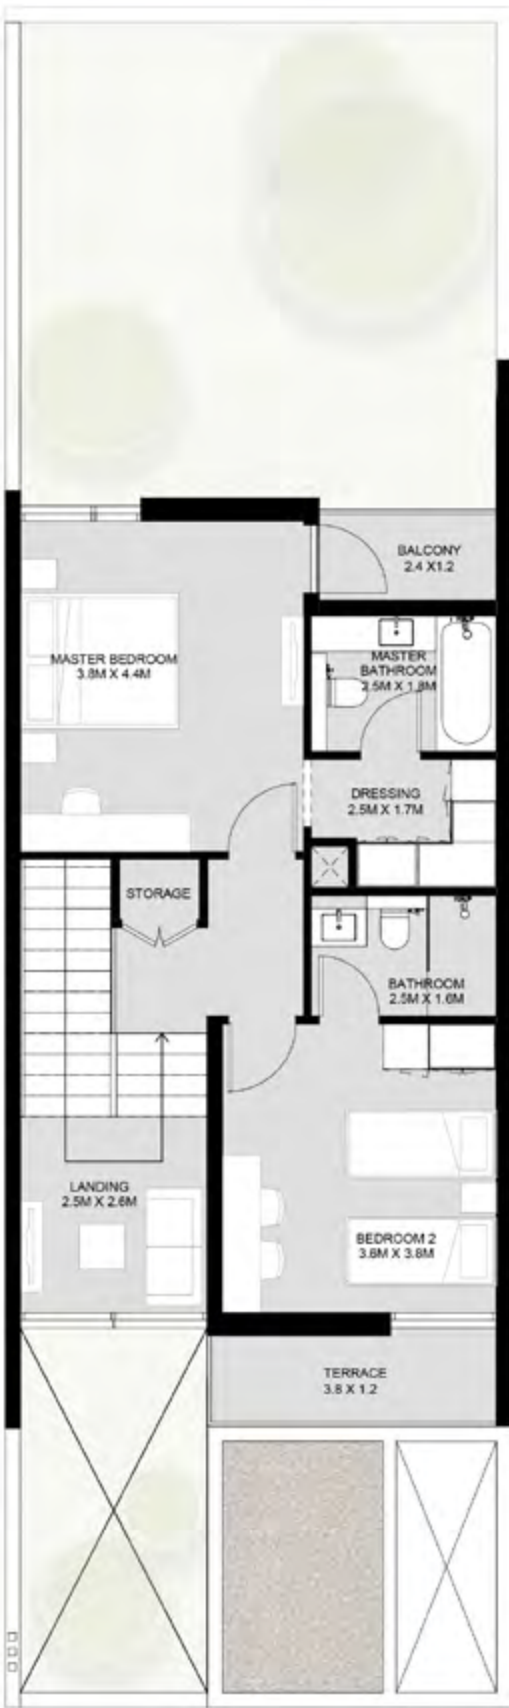 BALCONY
2.4 X1.2
MASTER BEDROOM
3.8M X 4.4M
MASTER
BATHROOM
2.5M X 1.8M
DRESSING
2.5M X 1.7M
STORAGE
BATHROOM
2.5M X 1.6M
LANDING
2.5M X 2.6M
BEDROOM 2
3.8M X 3.8M
TERRACE
3.8 X 1.2